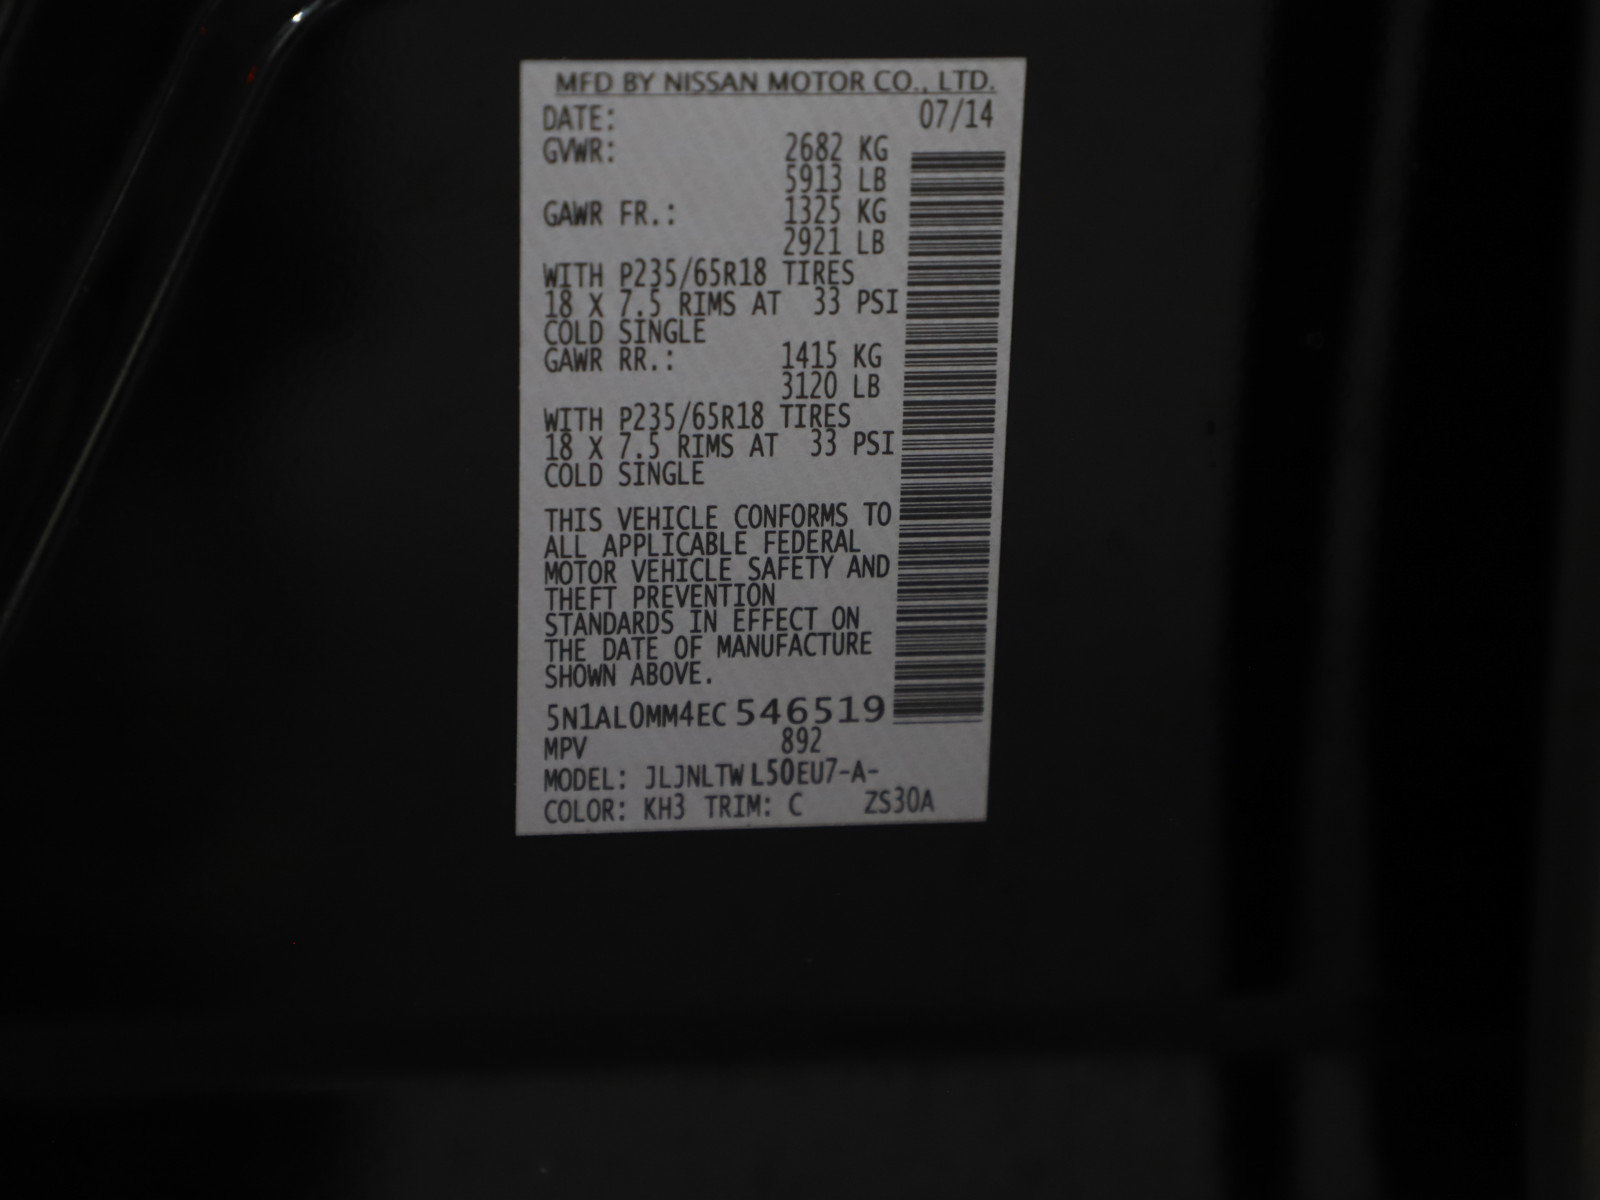 MFD BY NISSAN MOTOR CO., LTD.
DATE: 07/14
GVWR: 2682 KG
5913 LB
GAWR FR.: 1325 KG
2921 LB
WITH P235/65R18 TIRES
18 X 7.5 RIMS AT 33 PSI
COLD SINGLE
GAWR RR.: 1415 KG
3120 LB
WITH P235/65R18 TIRES
18 X 7.5 RIMS AT 33 PSI
COLD SINGLE
THIS VEHICLE CONFORMS TO
ALL APPLICABLE FEDERAL
MOTOR VEHICLE SAFETY AND
THEFT PREVENTION
STANDARDS IN EFFECT ON
THE DATE OF MANUFACTURE
SHOWN ABOVE.
5N1AL0MM4EC546519
MPV 892
MODEL: JLJNLTWL50EU7-A-
COLOR: KH3 TRIM: C ZS30A